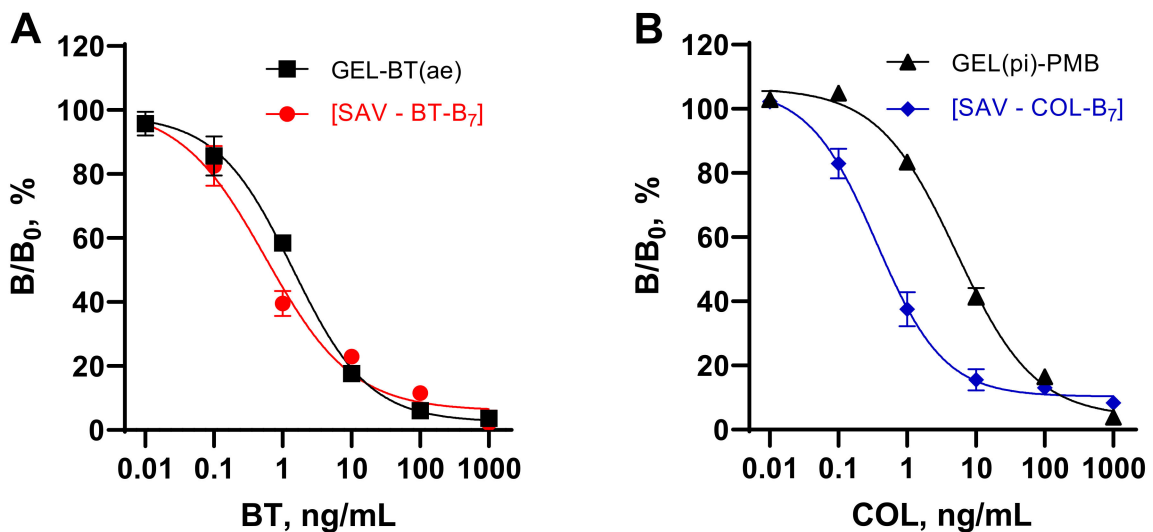 A
120
100
80
60
40
20
0
B/B₀, %
GEL-BT(ae)
[SAV - BT-B₇]
0.01 0.1 1 10 100 1000
BT, ng/mL
B
120
100
80
60
40
20
0
B/B₀, %
GEL(pi)-PMB
[SAV - COL-B₇]
0.01 0.1 1 10 100 1000
COL, ng/mL